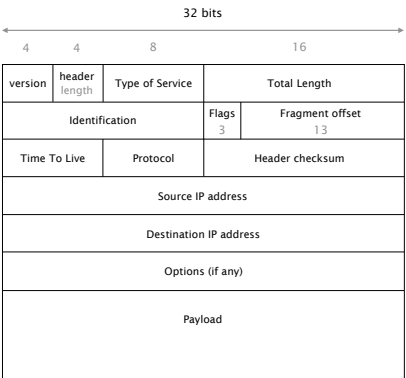 32 bits
4 4 8 16
version header length Type of Service Total Length
Identification Flags 3 Fragment offset 13
Time To Live Protocol Header checksum
Source IP address
Destination IP address
Options (if any)
Payload